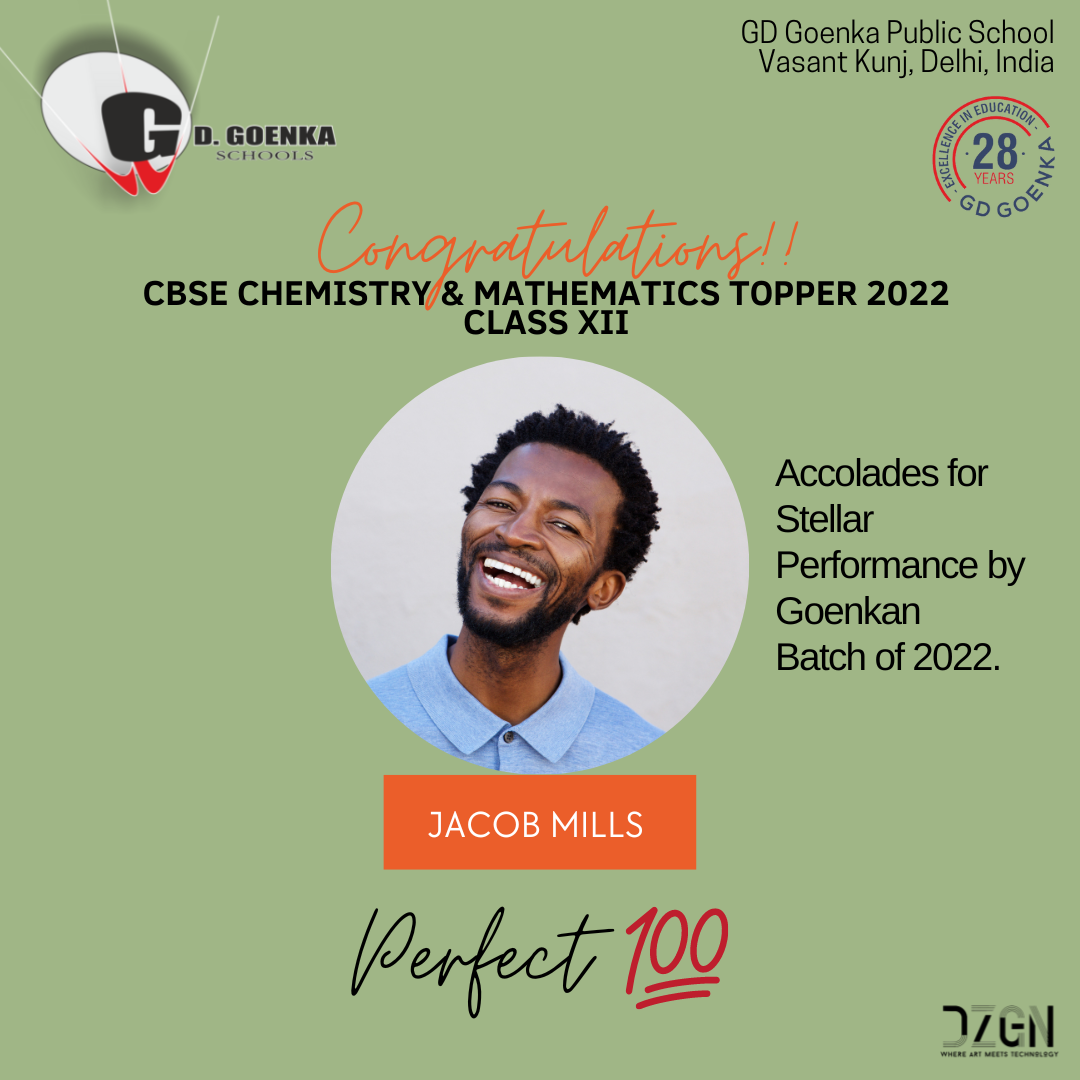 GD Goenka Public School
Vasant Kunj, Delhi, India
G D. GOENKA
SCHOOLS
- EXCELLENCE IN EDUCATION -
28
YEARS
GD GOENKA
Congratulations!!
CBSE CHEMISTRY & MATHEMATICS TOPPER 2022
CLASS XII
Accolades for
Stellar
Performance by
Goenkan
Batch of 2022.
JACOB MILLS
Perfect 100
DZGN
WHERE ART MEETS TECHNOLOGY